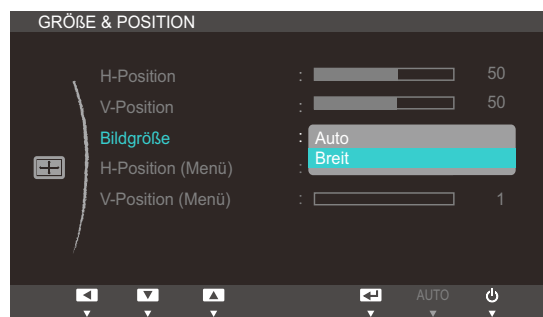 GRÖßE & POSITION
H-Position : 50
V-Position : 50
Bildgröße : Auto
Breit
H-Position (Menü) :
V-Position (Menü) : 1
AUTO